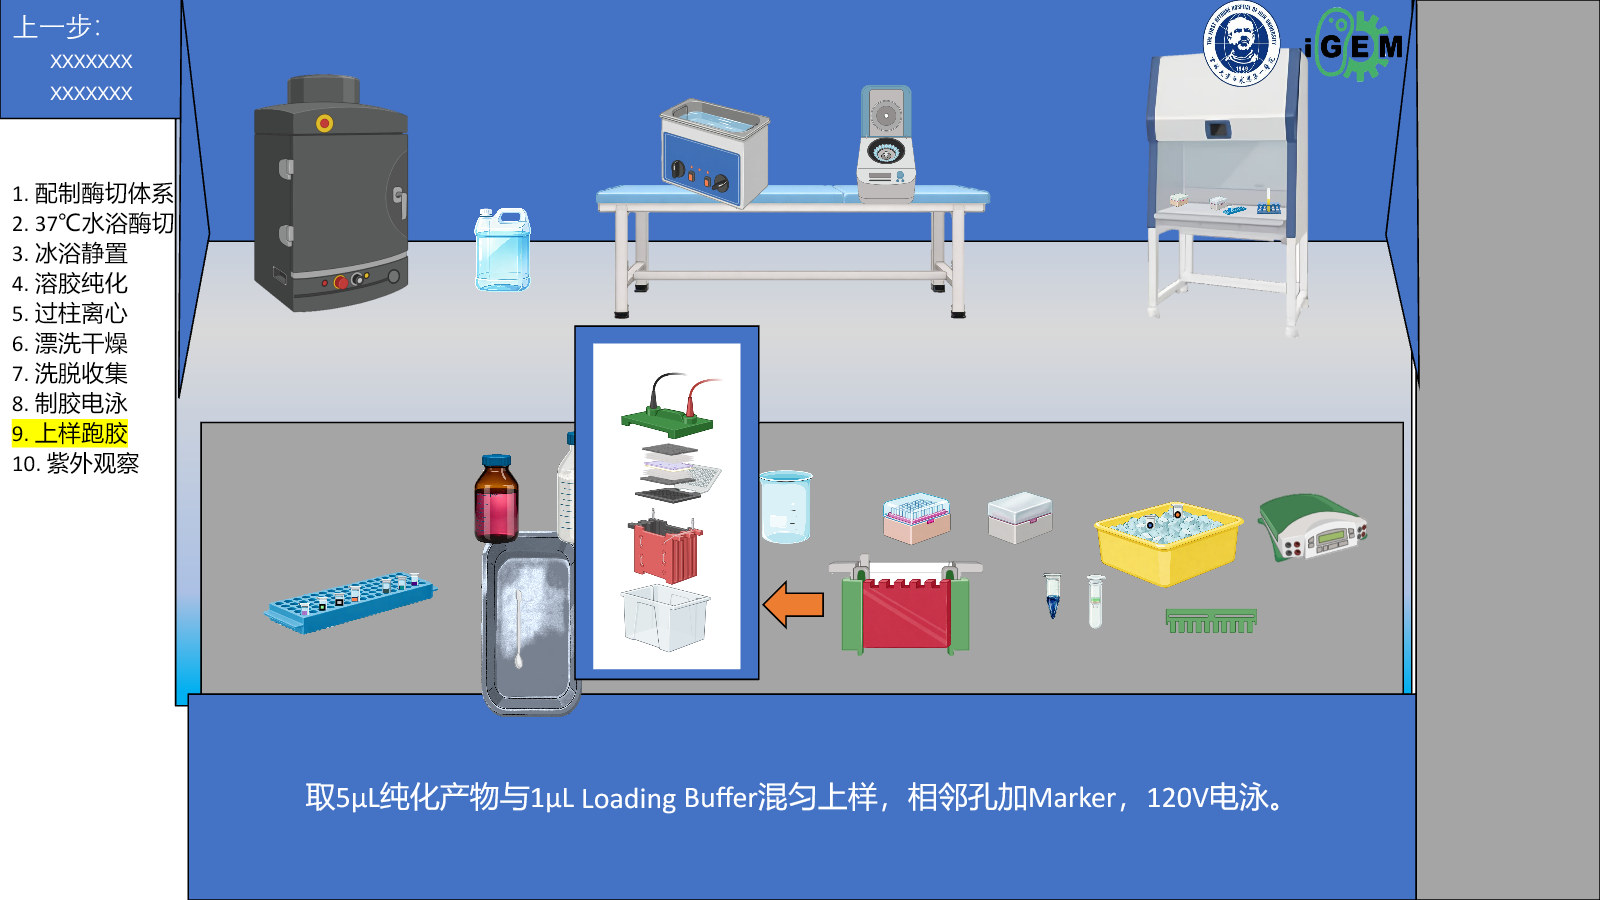 上一步：
XXXXXXX
XXXXXXX
1. 配制酶切体系
2. 37℃水浴酶切
3. 冰浴静置
4. 溶胶纯化
5. 过柱离心
6. 漂洗干燥
7. 洗脱收集
8. 制胶电泳
9. 上样跑胶
10. 紫外观察
iGEM
1949
取5μL纯化产物与1μL Loading Buffer混匀上样，相邻孔加Marker，120V电泳。